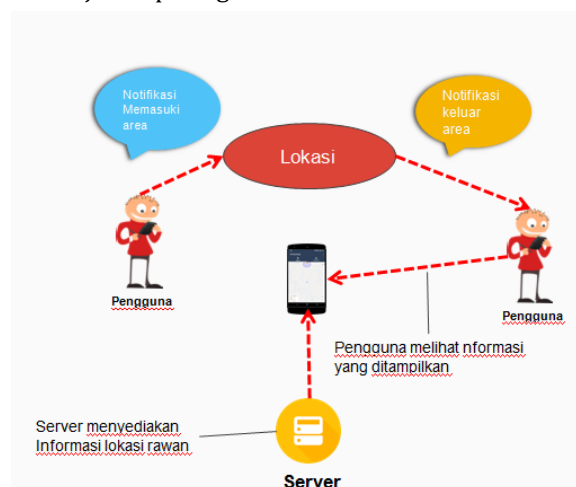 Notifikasi
Memasuki
area
Notifikasi
keluar
area
Lokasi
Pengguna
Pengguna
Pengguna melihat nformasi
yang ditampilkan
Server menyediakan
Informasi lokasi rawan
Server